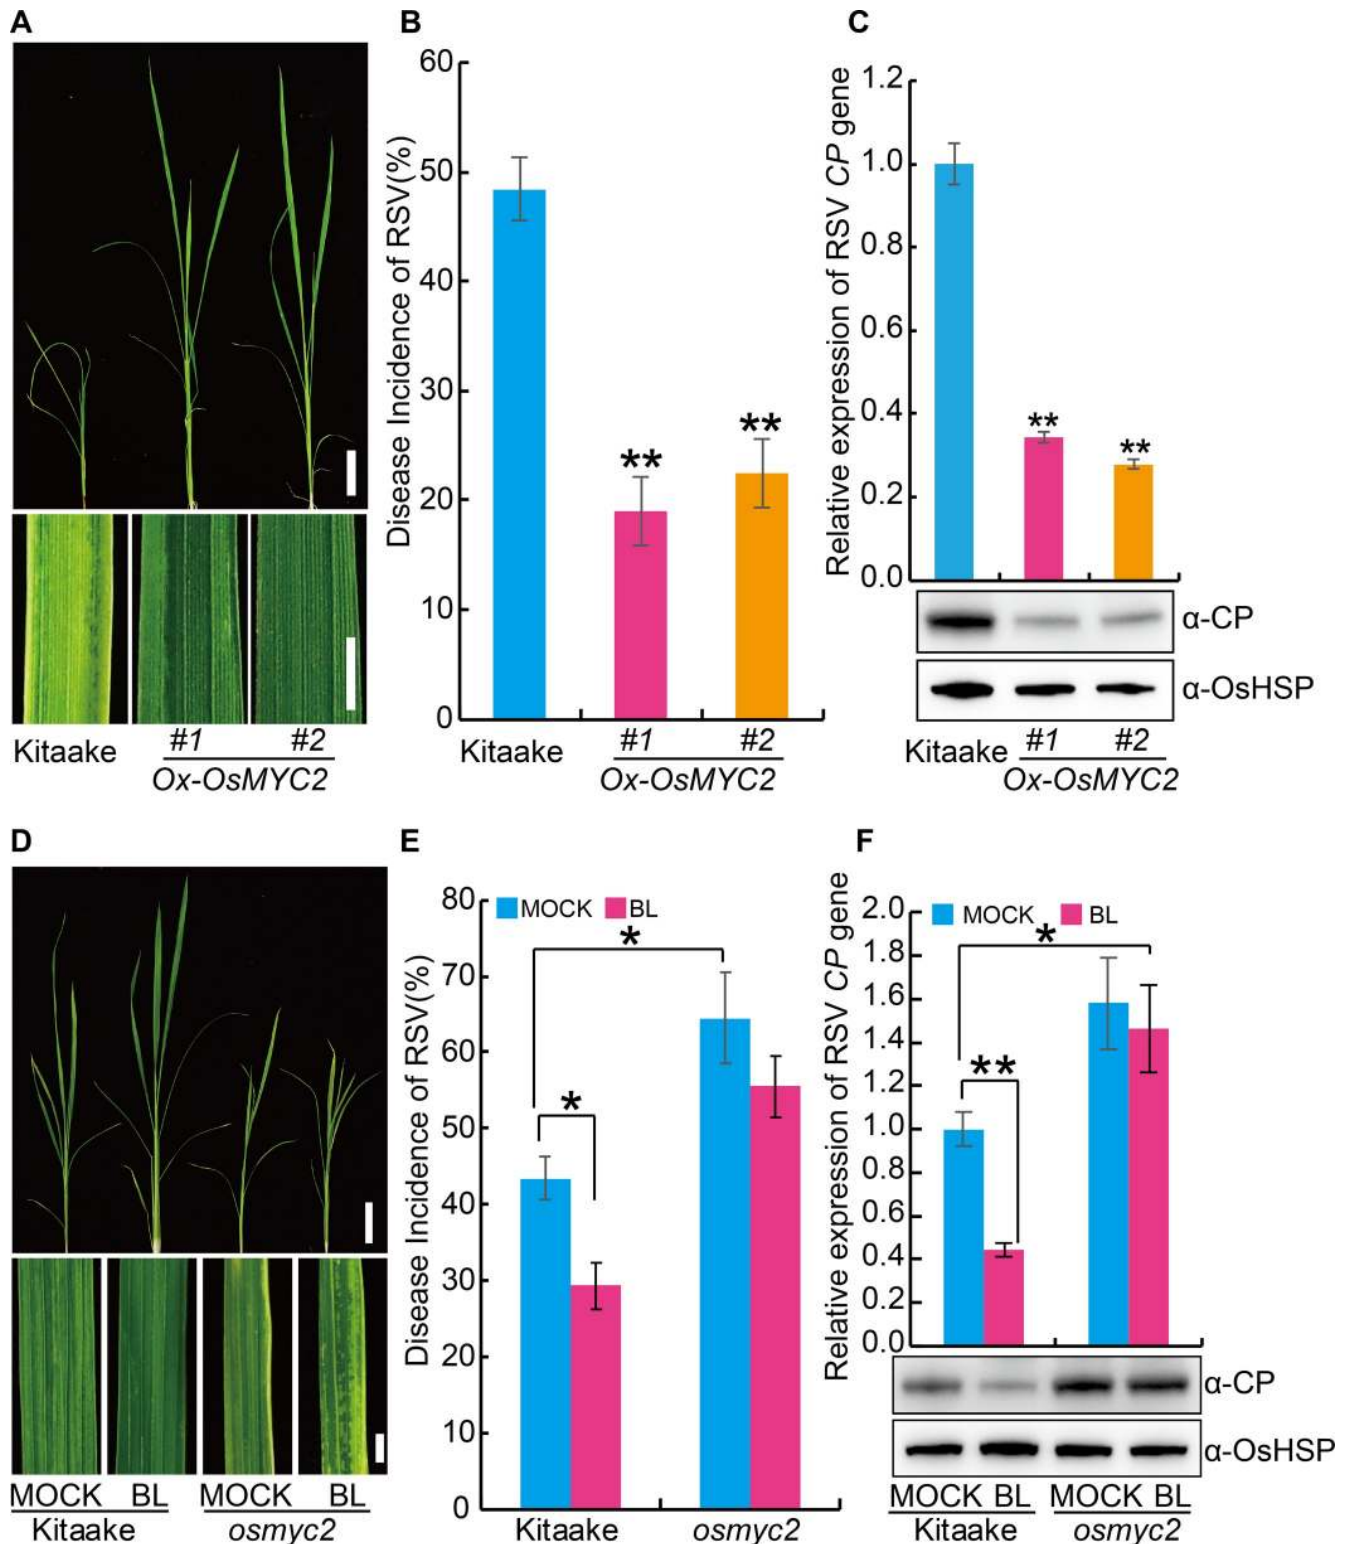 A
B
C
60
50
40
30
20
10
0
Disease Incidence of RSV(%)
**
**
Kitaake
#1
#2
Ox-OsMYC2
Kitaake
#1
#2
Ox-OsMYC2
1.2
1.0
0.8
0.6
0.4
0.2
0.0
Relative expression of RSV CP gene
**
**
α-CP
α-OsHSP
Kitaake
#1
#2
Ox-OsMYC2
D
E
F
MOCK BL MOCK BL
Kitaake osmyc2
80
70
60
50
40
30
20
10
0
Disease Incidence of RSV(%)
MOCK BL
*
*
Kitaake osmyc2
2.0
1.8
1.6
1.4
1.2
1.0
0.8
0.6
0.4
0.2
0.0
Relative expression of RSV CP gene
MOCK BL
*
**
α-CP
α-OsHSP
MOCK BL MOCK BL
Kitaake osmyc2